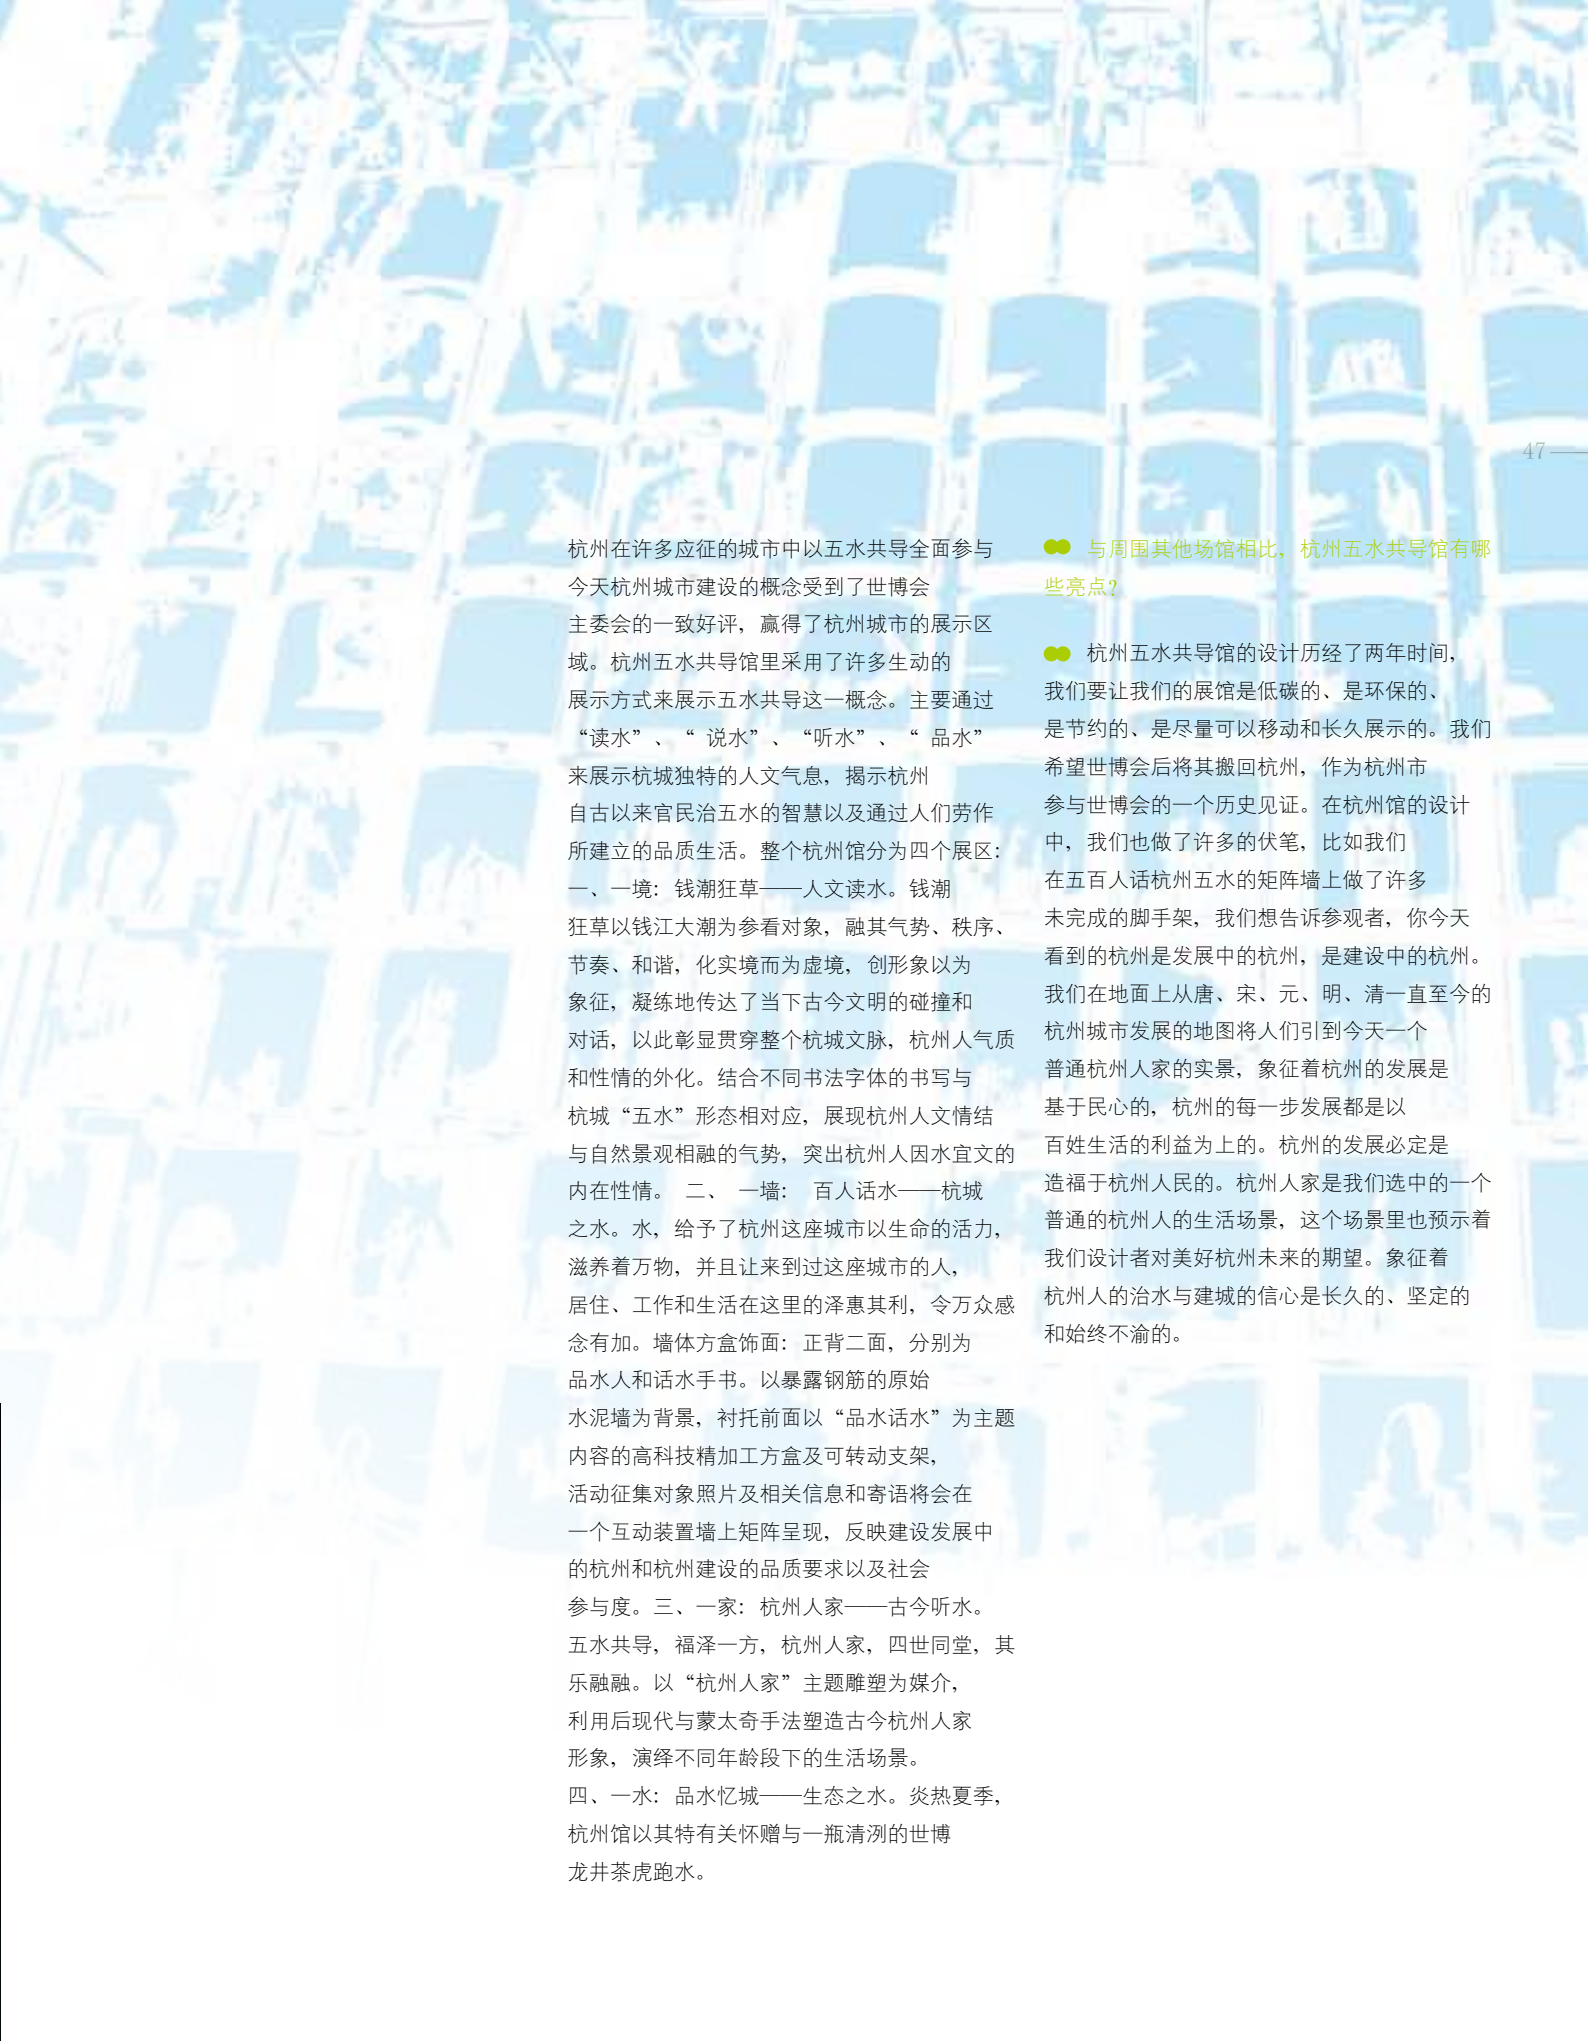 47
杭州在许多应征的城市中以五水共导全面参与
今天杭州城市建设的概念受到了世博会
主委会的一致好评，赢得了杭州城市的展示区
域。杭州五水共导馆里采用了许多生动的
展示方式来展示五水共导这一概念。主要通过
“读水”、“ 说水”、“听水”、“ 品水”
来展示杭城独特的人文气息，揭示杭州
自古以来官民治五水的智慧以及通过人们劳作
所建立的品质生活。整个杭州馆分为四个展区：
一、一境：钱潮狂草——人文读水。钱潮
狂草以钱江大潮为参看对象，融其气势、秩序、
节奏、和谐，化实境而为虚境，创形象以为
象征，凝练地传达了当下古今文明的碰撞和
对话，以此彰显贯穿整个杭城文脉，杭州人气质
和性情的外化。结合不同书法字体的书写与
杭城“五水”形态相对应，展现杭州人文情结
与自然景观相融的气势，突出杭州人因水宜文的
内在性情。 二、 一墙： 百人话水——杭城
之水。水，给予了杭州这座城市以生命的活力，
滋养着万物，并且让来到过这座城市的人，
居住、工作和生活在这里的泽惠其利，令万众感
念有加。墙体方盒饰面：正背二面，分别为
品水人和话水手书。以暴露钢筋的原始
水泥墙为背景，衬托前面以“品水话水”为主题
内容的高科技精加工方盒及可转动支架，
活动征集对象照片及相关信息和寄语将会在
一个互动装置墙上矩阵呈现，反映建设发展中
的杭州和杭州建设的品质要求以及社会
参与度。三、一家：杭州人家——古今听水。
五水共导，福泽一方，杭州人家，四世同堂，其
乐融融。以“杭州人家”主题雕塑为媒介，
利用后现代与蒙太奇手法塑造古今杭州人家
形象，演绎不同年龄段下的生活场景。
四、一水：品水忆城——生态之水。炎热夏季，
杭州馆以其特有关怀赠与一瓶清洌的世博
龙井茶虎跑水。
与周围其他场馆相比，杭州五水共导馆有哪
些亮点？
杭州五水共导馆的设计历经了两年时间，
我们要让我们的展馆是低碳的、是环保的、
是节约的、是尽量可以移动和长久展示的。我们
希望世博会后将其搬回杭州，作为杭州市
参与世博会的一个历史见证。在杭州馆的设计
中，我们也做了许多的伏笔，比如我们
在五百人话杭州五水的矩阵墙上做了许多
未完成的脚手架，我们想告诉参观者，你今天
看到的杭州是发展中的杭州，是建设中的杭州。
我们在地面上从唐、宋、元、明、清一直至今的
杭州城市发展的地图将人们引到今天一个
普通杭州人家的实景，象征着杭州的发展是
基于民心的，杭州的每一步发展都是以
百姓生活的利益为上的。杭州的发展必定是
造福于杭州人民的。杭州人家是我们选中的一个
普通的杭州人的生活场景，这个场景里也预示着
我们设计者对美好杭州未来的期望。象征着
杭州人的治水与建城的信心是长久的、坚定的
和始终不渝的。